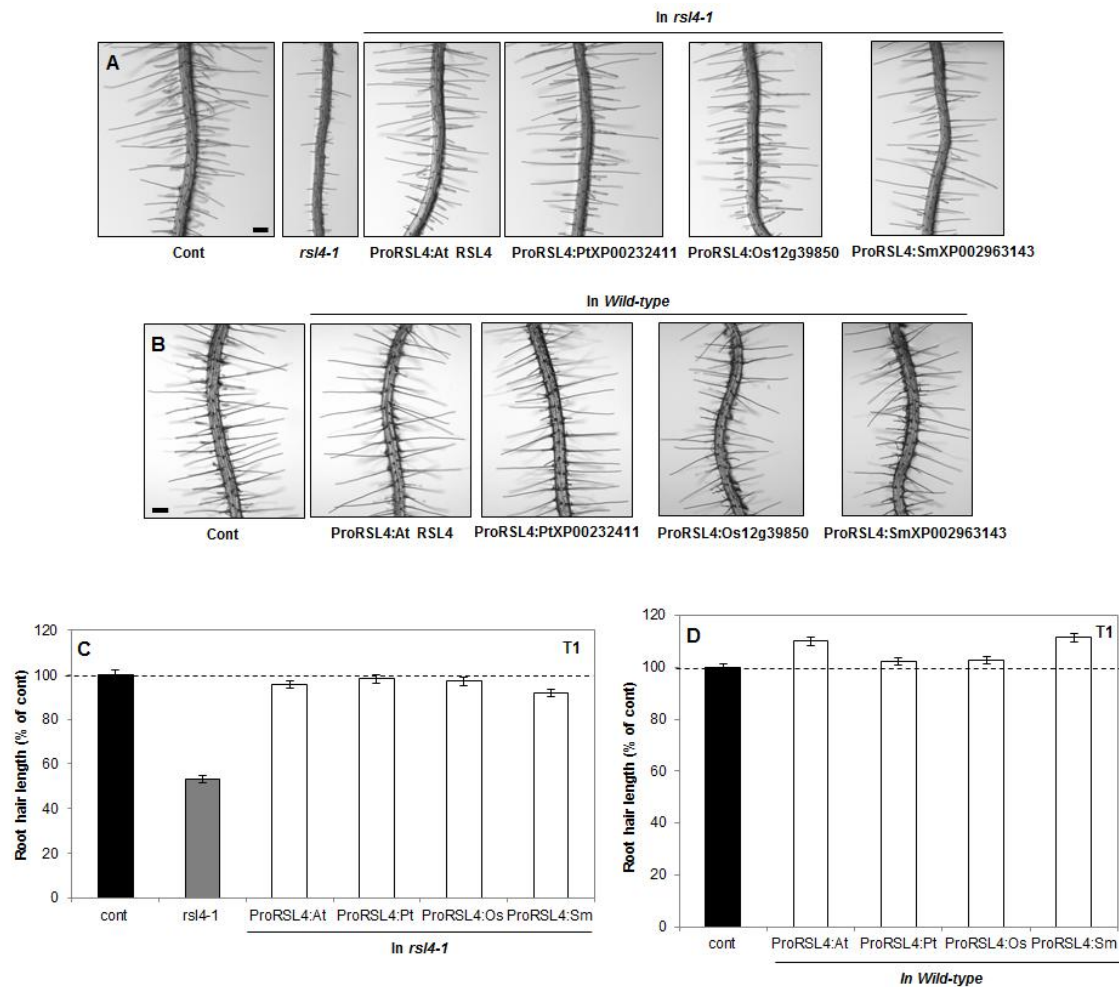 In rsl4-1
A
Cont
rsl4-1
ProRSL4:At RSL4
ProRSL4:PtXP00232411
ProRSL4:Os12g39850
ProRSL4:SmXP002963143
In Wild-type
B
Cont
ProRSL4:At RSL4
ProRSL4:PtXP00232411
ProRSL4:Os12g39850
ProRSL4:SmXP002963143
C
T1
Root hair length (% of cont)
120
100
80
60
40
20
0
cont
rsl4-1
ProRSL4:At
ProRSL4:Pt
ProRSL4:Os
ProRSL4:Sm
In rsl4-1
D
T1
Root hair length (% of cont)
120
100
80
60
40
20
0
cont
ProRSL4:At
ProRSL4:Pt
ProRSL4:Os
ProRSL4:Sm
In Wild-type